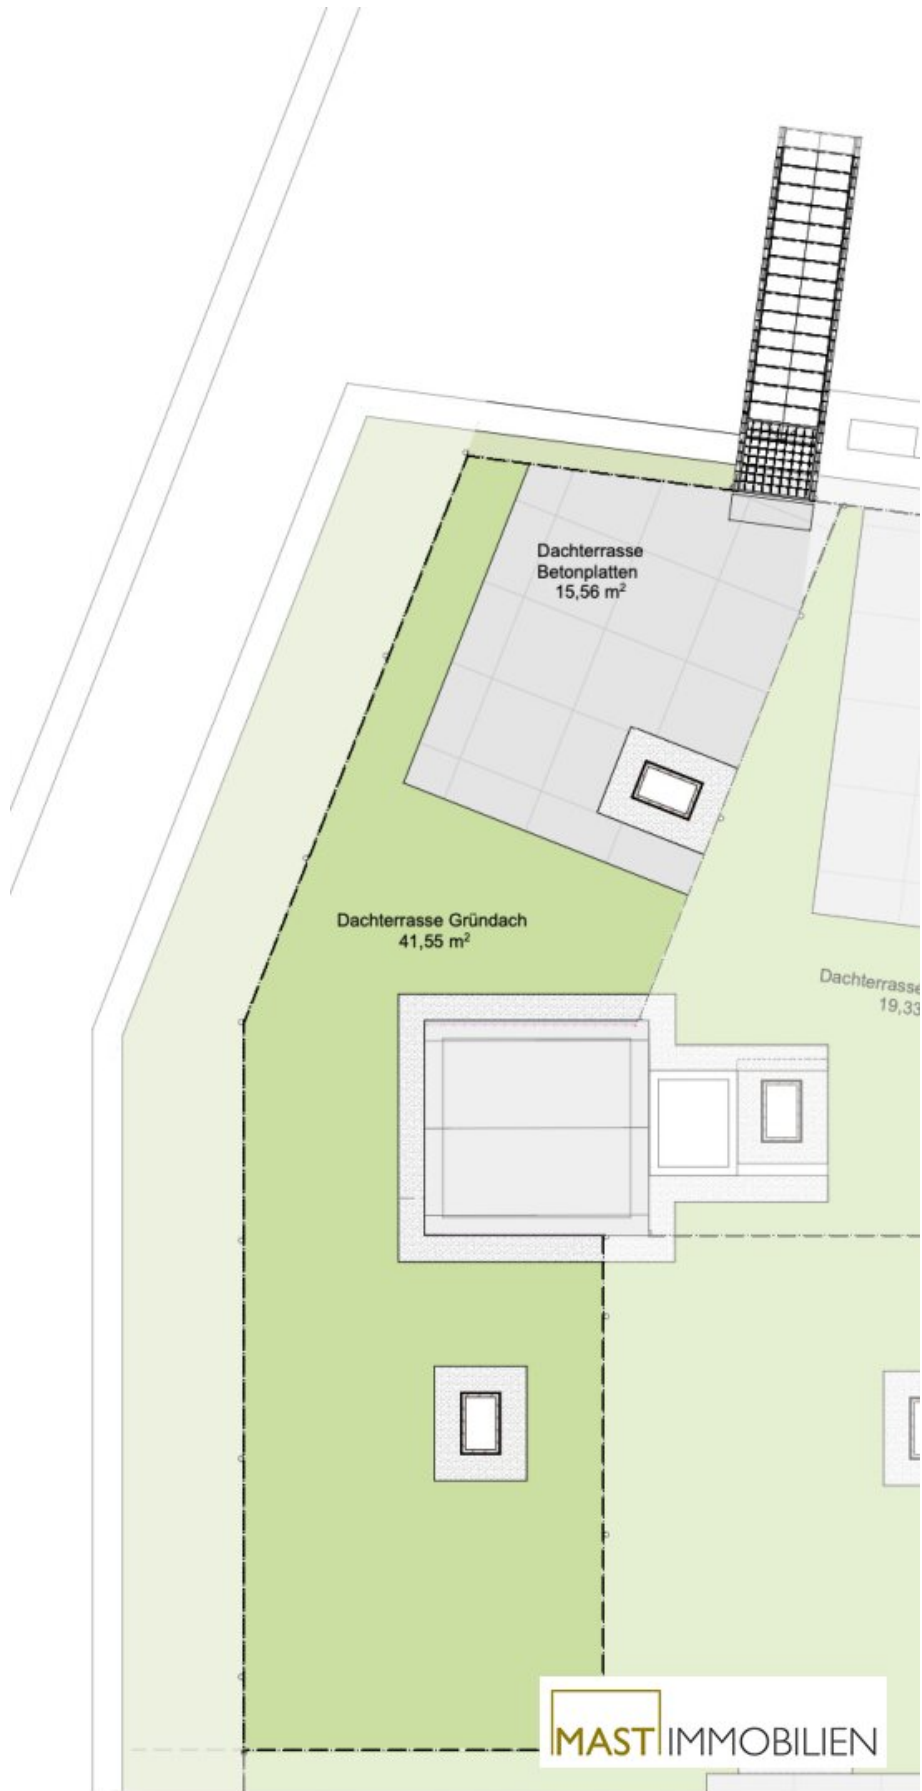 Dachterrasse
Betonplatten
15,56 m²
Dachterrasse Gründach
41,55 m²
Dachterrasse
19,33
MAST IMMOBILIEN